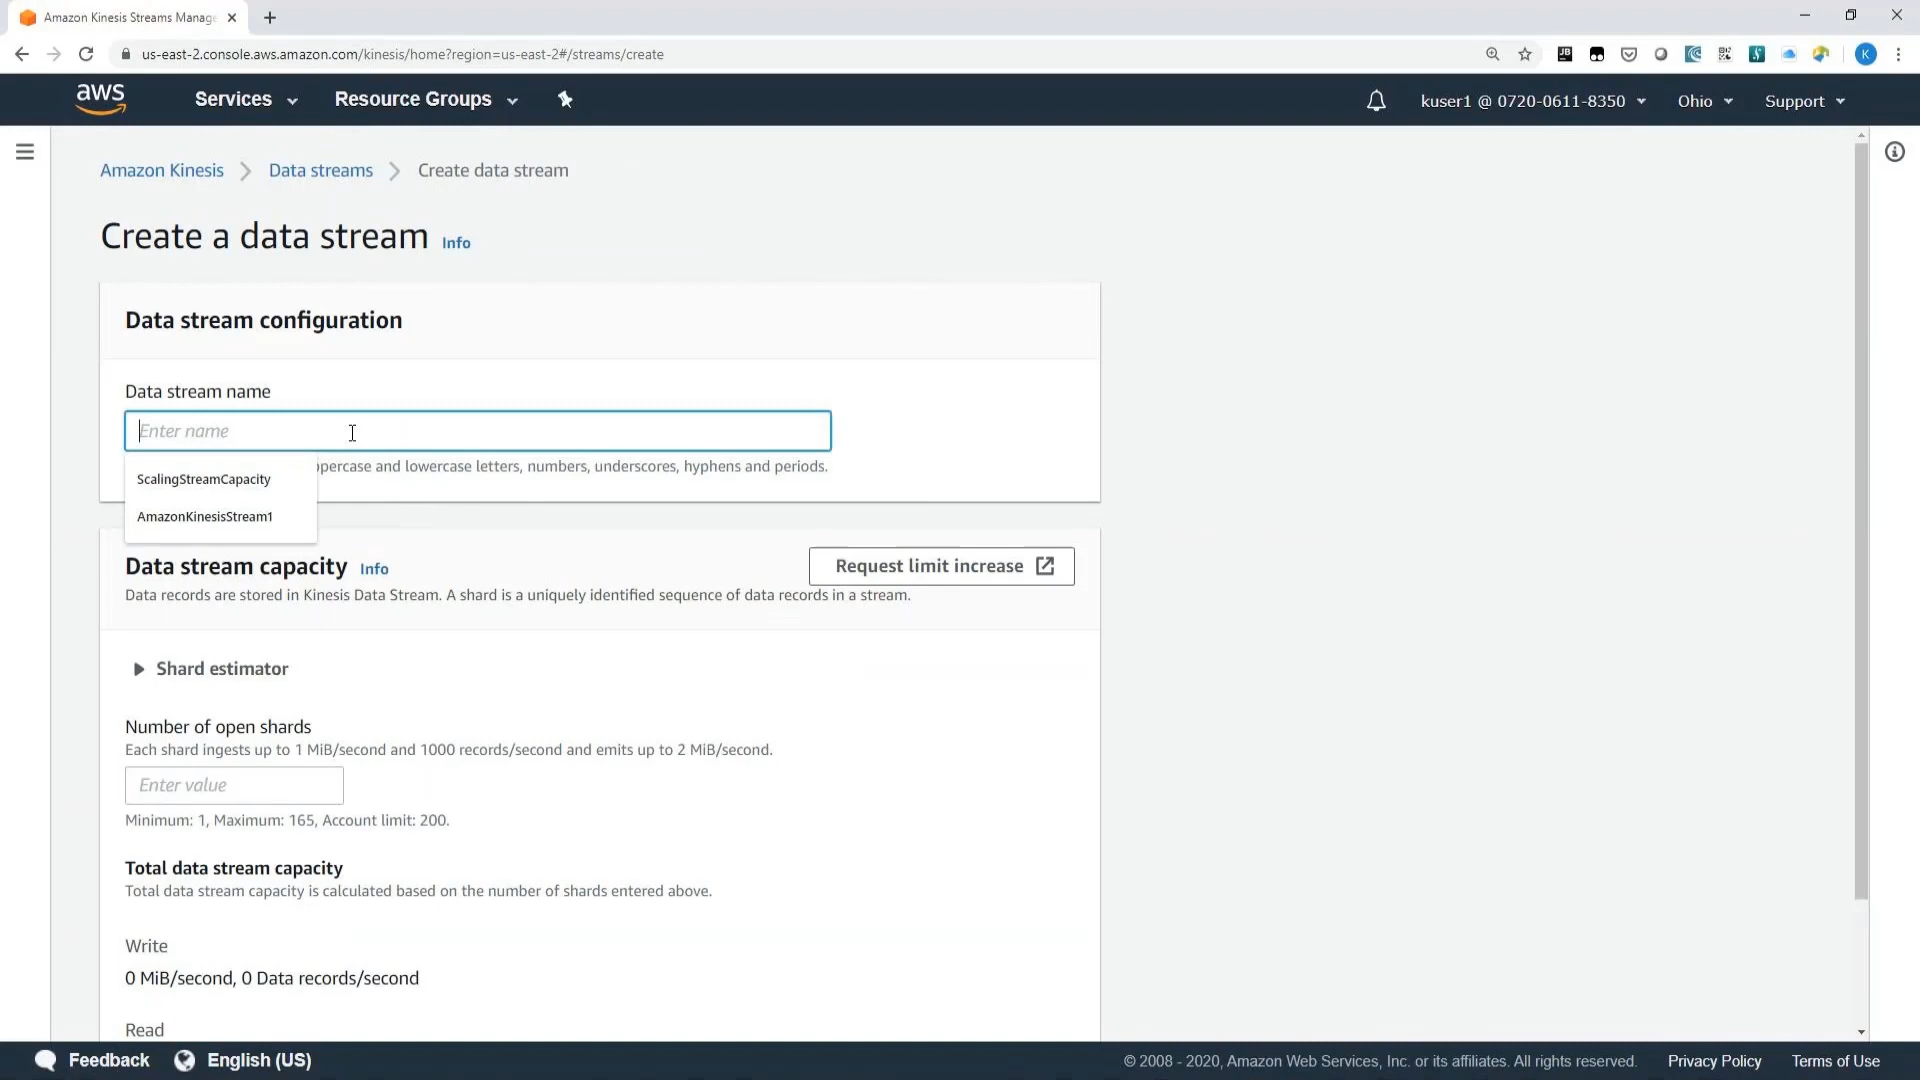 Amazon Kinesis Streams Manage
us-east-2.console.aws.amazon.com/kinesis/home?region=us-east-2#/streams/create
K
aws
Services
Resource Groups
kuser1 @ 0720-0611-8350
Ohio
Support
Amazon Kinesis
Data streams
Create data stream
Create a data stream Info
Data stream configuration
Data stream name
Enter name
ppercase and lowercase letters, numbers, underscores, hyphens and periods.
ScalingStreamCapacity
AmazonKinesisStream1
Data stream capacity Info
Request limit increase
Data records are stored in Kinesis Data Stream. A shard is a uniquely identified sequence of data records in a stream.
Shard estimator
Number of open shards
Each shard ingests up to 1 MiB/second and 1000 records/second and emits up to 2 MiB/second.
Enter value
Minimum: 1, Maximum: 165, Account limit: 200.
Total data stream capacity
Total data stream capacity is calculated based on the number of shards entered above.
Write
0 MiB/second, 0 Data records/second
Read
Feedback
English (US)
© 2008 - 2020, Amazon Web Services, Inc. or its affiliates. All rights reserved.
Privacy Policy
Terms of Use